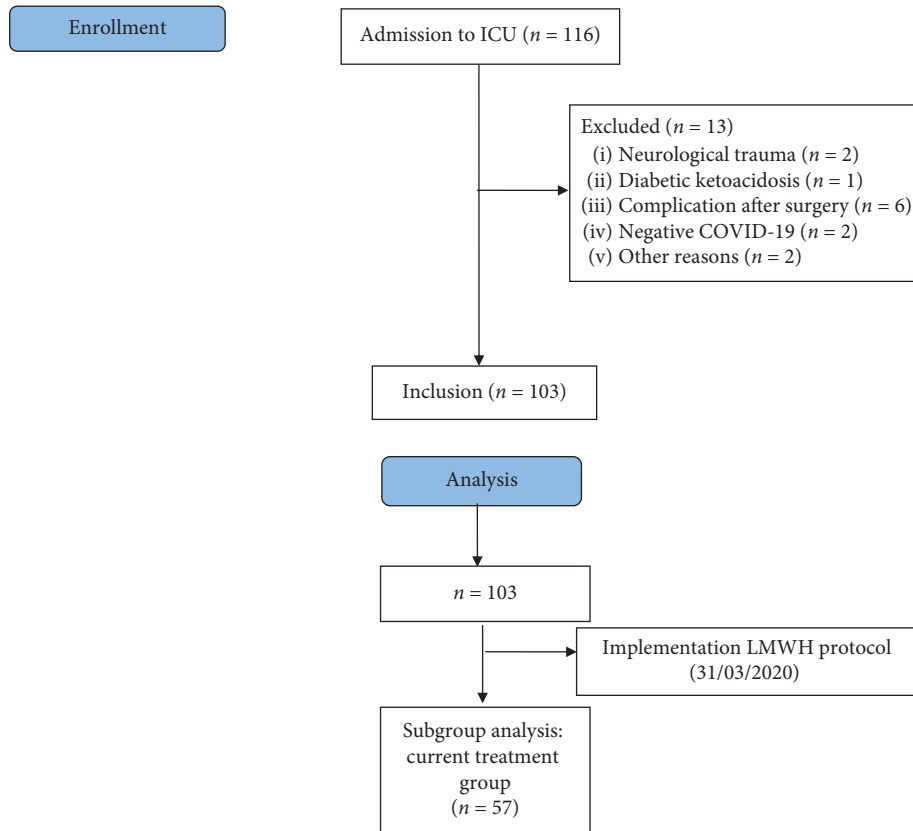 Enrollment
Admission to ICU (n = 116)
Excluded (n = 13)
(i) Neurological trauma (n = 2)
(ii) Diabetic ketoacidosis (n = 1)
(iii) Complication after surgery (n = 6)
(iv) Negative COVID-19 (n = 2)
(v) Other reasons (n = 2)
Inclusion (n = 103)
Analysis
n = 103
Implementation LMWH protocol
(31/03/2020)
Subgroup analysis:
current treatment
group
(n = 57)